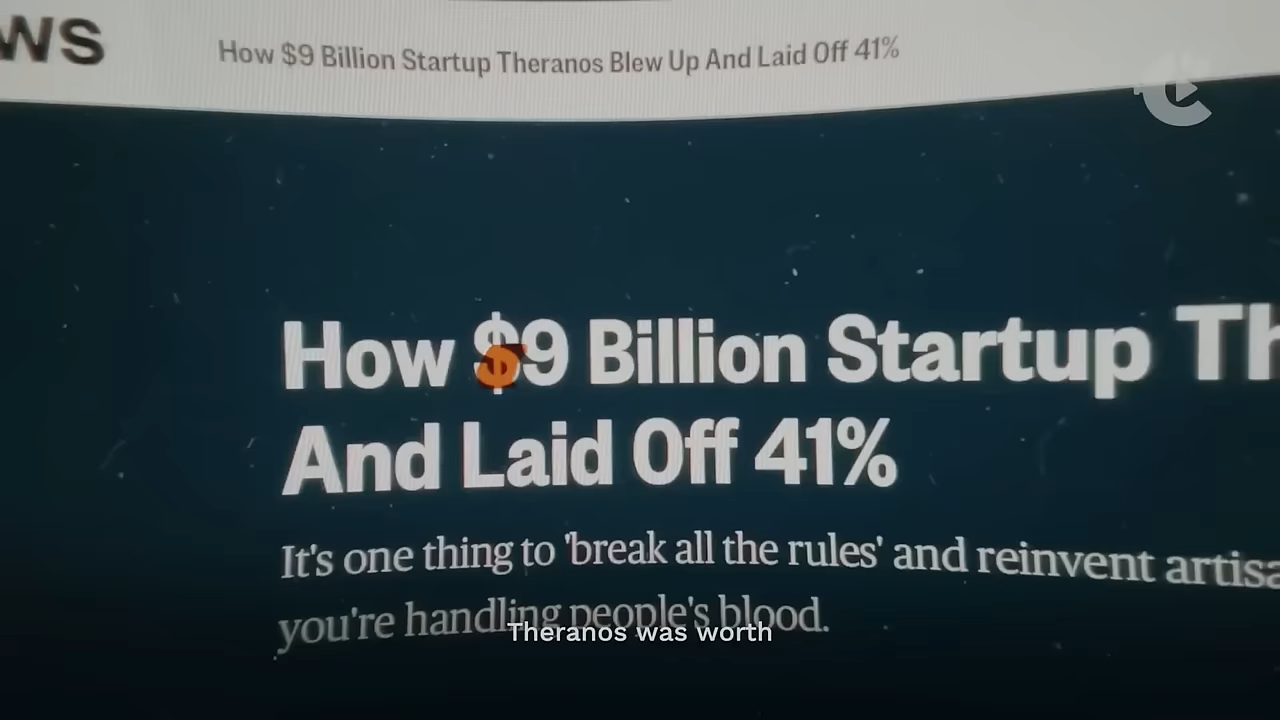 ws
How $9 Billion Startup Theranos Blew Up And Laid Off 41%
How $9 Billion Startup Th
And Laid Off 41%
It's one thing to 'break all the rules' and reinvent artisa
you're handling people's blood.
Theranos was worth